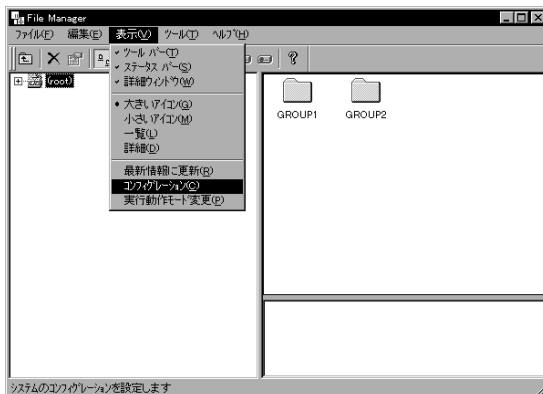 File Manager
ファイル(F) 編集(E) 表示(V) ツール(T) ヘルプ(H)
ツール バー(T)
ステータス バー(S)
詳細ウィンドウ(W)
大きいアイコン(G)
小さいアイコン(M)
一覧(L)
詳細(D)
最新情報に更新(R)
コンフィグレーション(C)
実行動作モード変更(P)
(root)
GROUP1 GROUP2
システムのコンフィグレーションを設定します